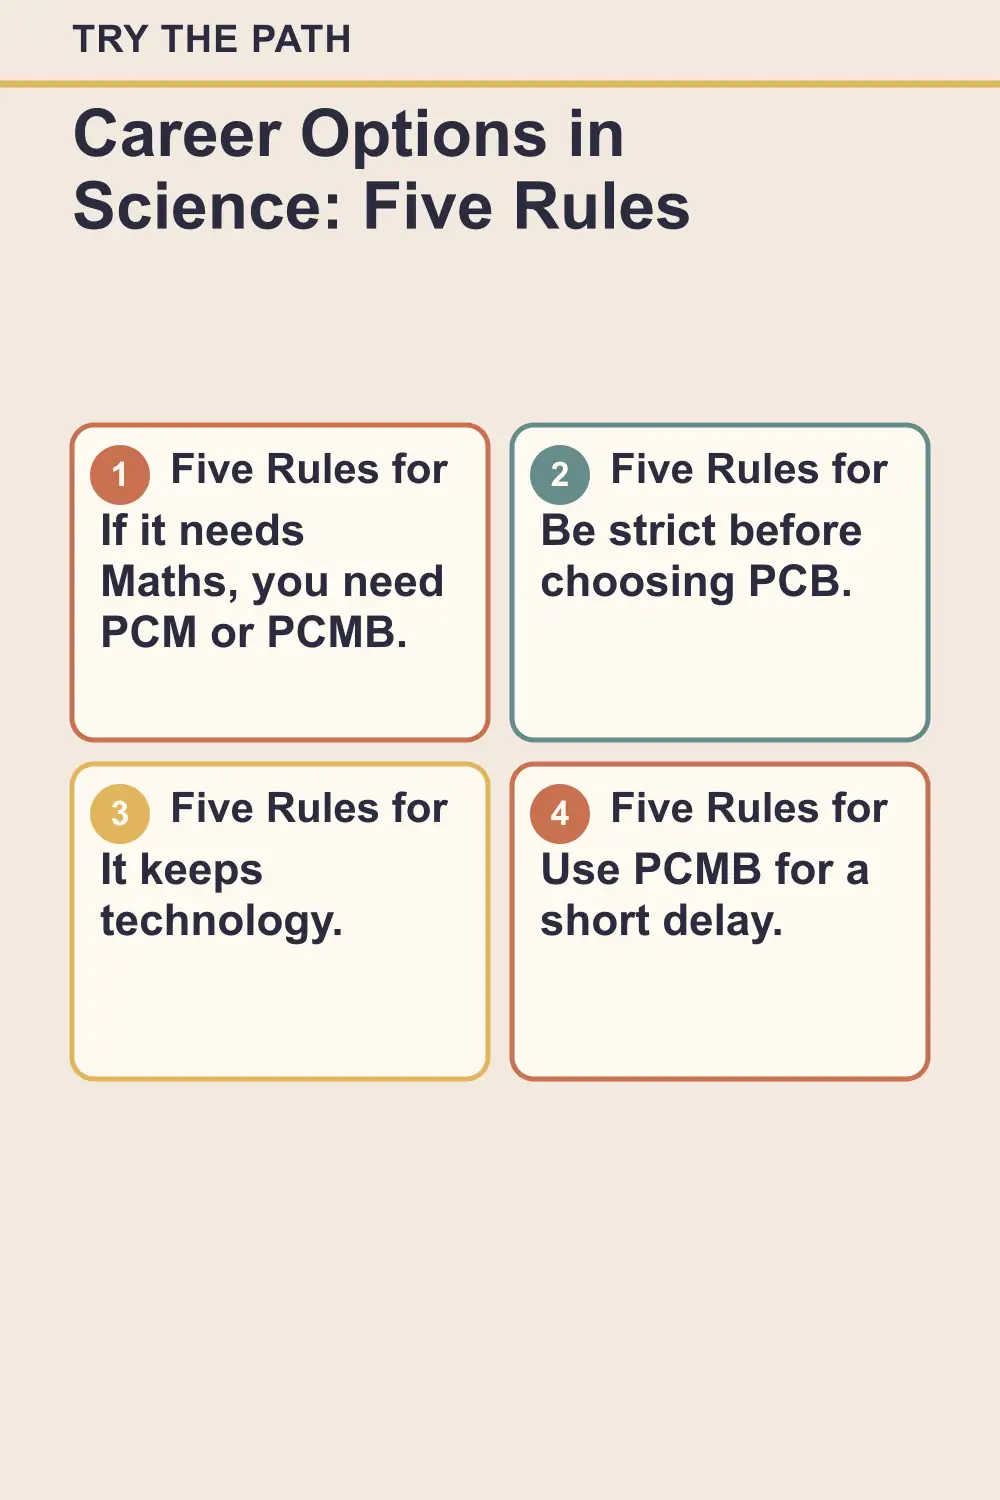 TRY THE PATH
Career Options in
Science: Five Rules
1 Five Rules for
If it needs
Maths, you need
PCM or PCMB.
2 Five Rules for
Be strict before
choosing PCB.
3 Five Rules for
It keeps
technology.
4 Five Rules for
Use PCMB for a
short delay.